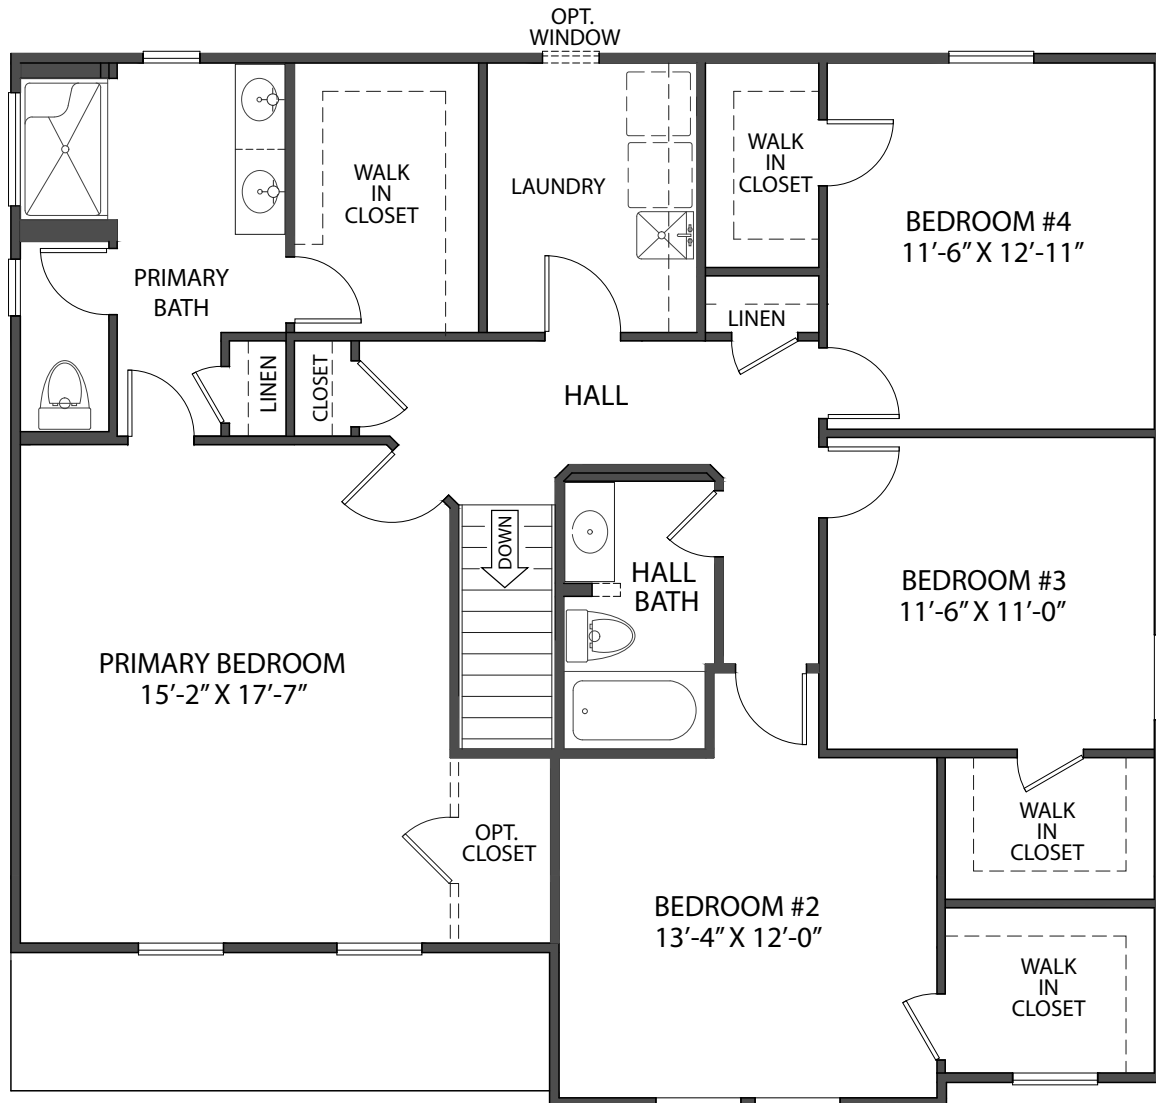 OPT.
WINDOW
WALK
IN
CLOSET
LAUNDRY
WALK
IN
CLOSET
BEDROOM #4
11'-6” X 12'-11”
PRIMARY
BATH
LINEN
LINEN
CLOSET
HALL
DOWN
HALL
BATH
BEDROOM #3
11'-6” X 11'-0”
PRIMARY BEDROOM
15'-2” X 17'-7”
OPT.
CLOSET
WALK
IN
CLOSET
BEDROOM #2
13'-4” X 12'-0”
WALK
IN
CLOSET